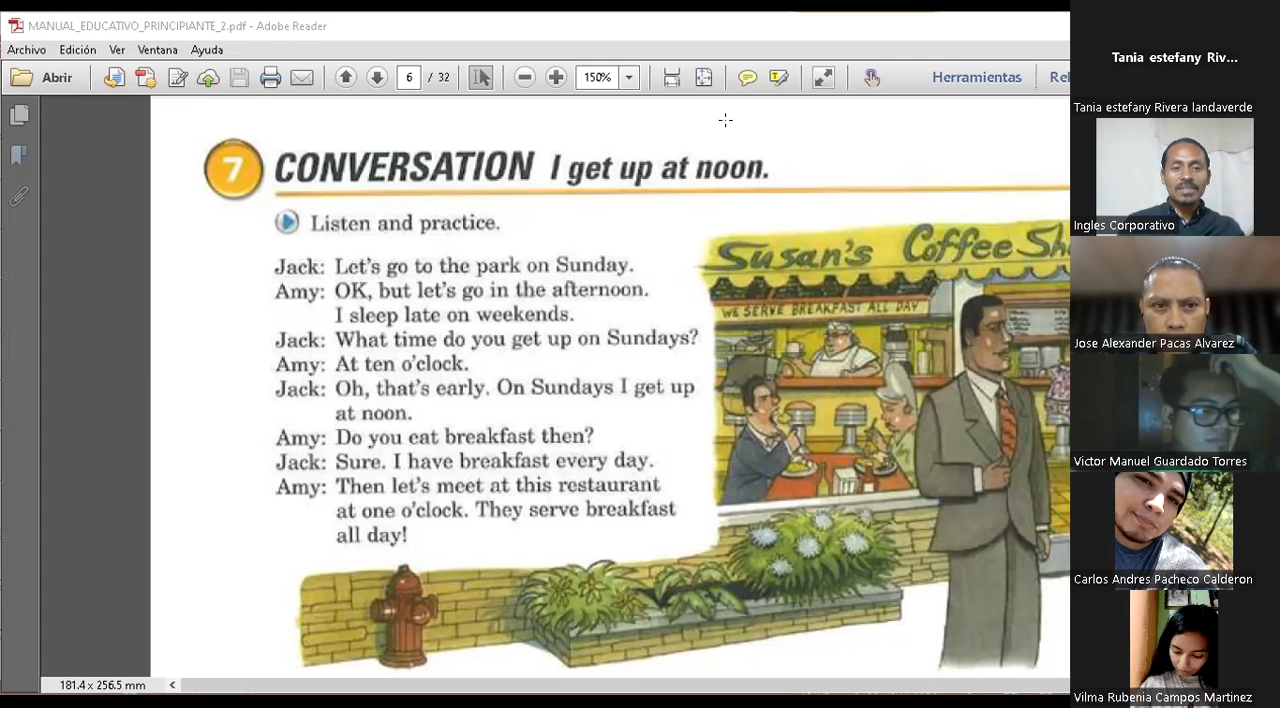 MANUAL_EDUCATIVO_PRINCIPIANTE_2.pdf - Adobe Reader
Archivo Edición Ver Ventana Ayuda
Abrir 6 / 32 150% Herramientas
7 CONVERSATION I get up at noon.
Listen and practice.
Jack: Let's go to the park on Sunday.
Amy: OK, but let's go in the afternoon.
I sleep late on weekends.
Jack: What time do you get up on Sundays?
Amy: At ten o'clock.
Jack: Oh, that's early. On Sundays I get up
at noon.
Amy: Do you eat breakfast then?
Jack: Sure. I have breakfast every day.
Amy: Then let's meet at this restaurant
at one o'clock. They serve breakfast
all day!
Susan's Coffee Sh
WE SERVE BREAKFAST ALL DAY
181.4 x 256.5 mm
Tania estefany Riv...
Tania estefany Rivera landaverde
Ingles Corporativo
Jose Alexander Pacas Alvarez
Victor Manuel Guardado Torres
Carlos Andres Pacheco Calderon
Vilma Rubenia Campos Martinez